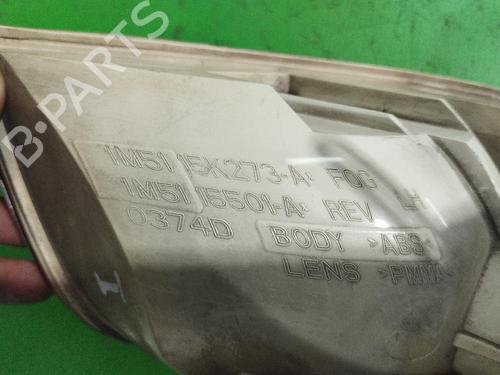 B-PARTS
1M51 15K273-A FOG
1M51 15501-A REV LH
0374D BODY >ABS<
LENS >PMMA<